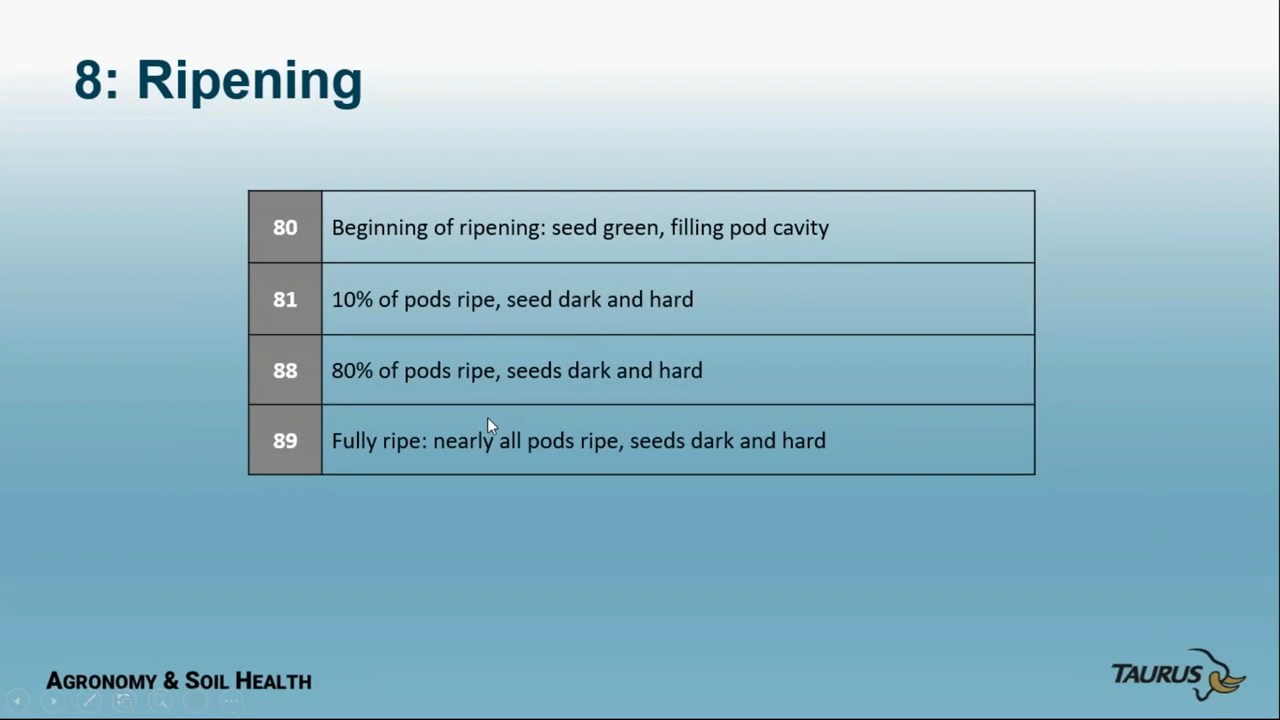 8: Ripening
80 Beginning of ripening: seed green, filling pod cavity
81 10% of pods ripe, seed dark and hard
88 80% of pods ripe, seeds dark and hard
89 Fully ripe: nearly all pods ripe, seeds dark and hard
AGRONOMY & SOIL HEALTH
TAURUS